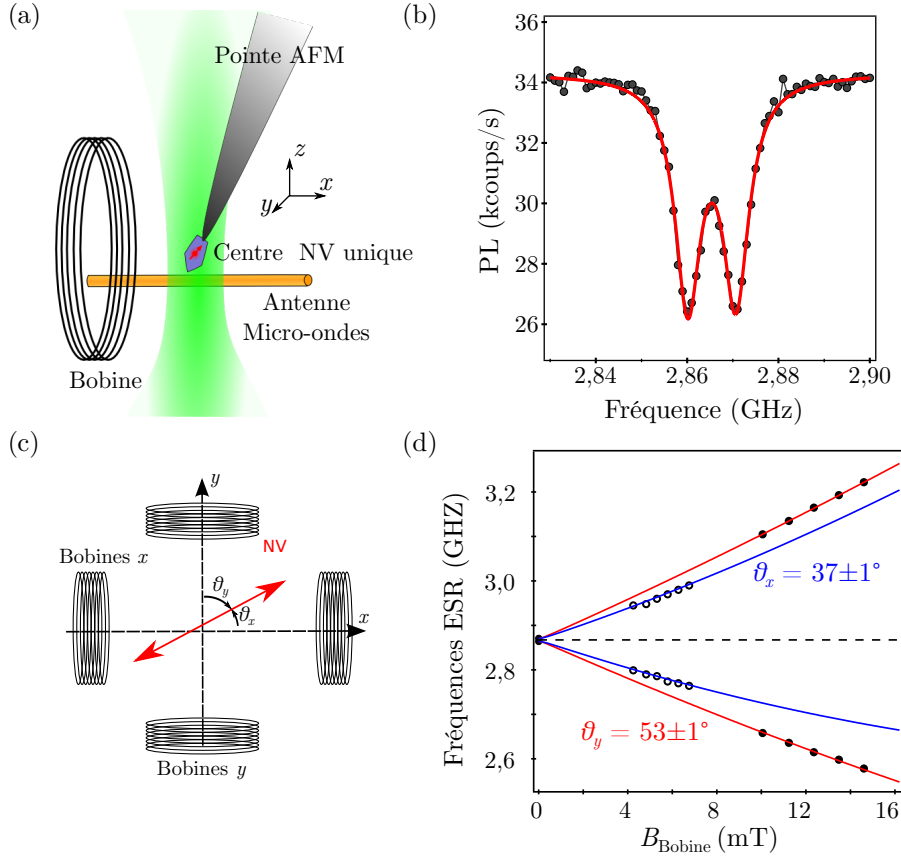 (a)
Pointe AFM
z
x
y
Centre NV unique
Antenne
Micro-ondes
Bobine
(b)
36
34
32
30
28
26
2,84
2,86
2,88
2,90
PL (kcoups/s)
Fréquence (GHz)
(c)
y
NV
Bobines x
ϑy
ϑx
x
Bobines y
(d)
3,2
3,0
2,8
2,6
0
4
8
12
16
Fréquences ESR (GHZ)
ϑx = 37±1°
ϑy = 53±1°
BBobine (mT)